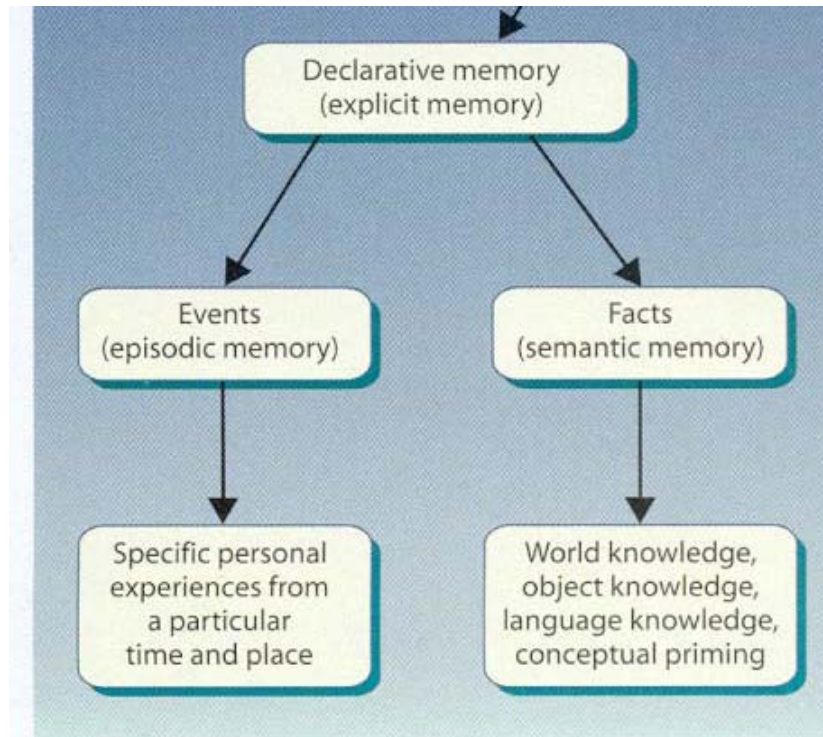 Declarative memory
(explicit memory)
Events
(episodic memory)
Facts
(semantic memory)
Specific personal
experiences from
a particular
time and place
World knowledge,
object knowledge,
language knowledge,
conceptual priming